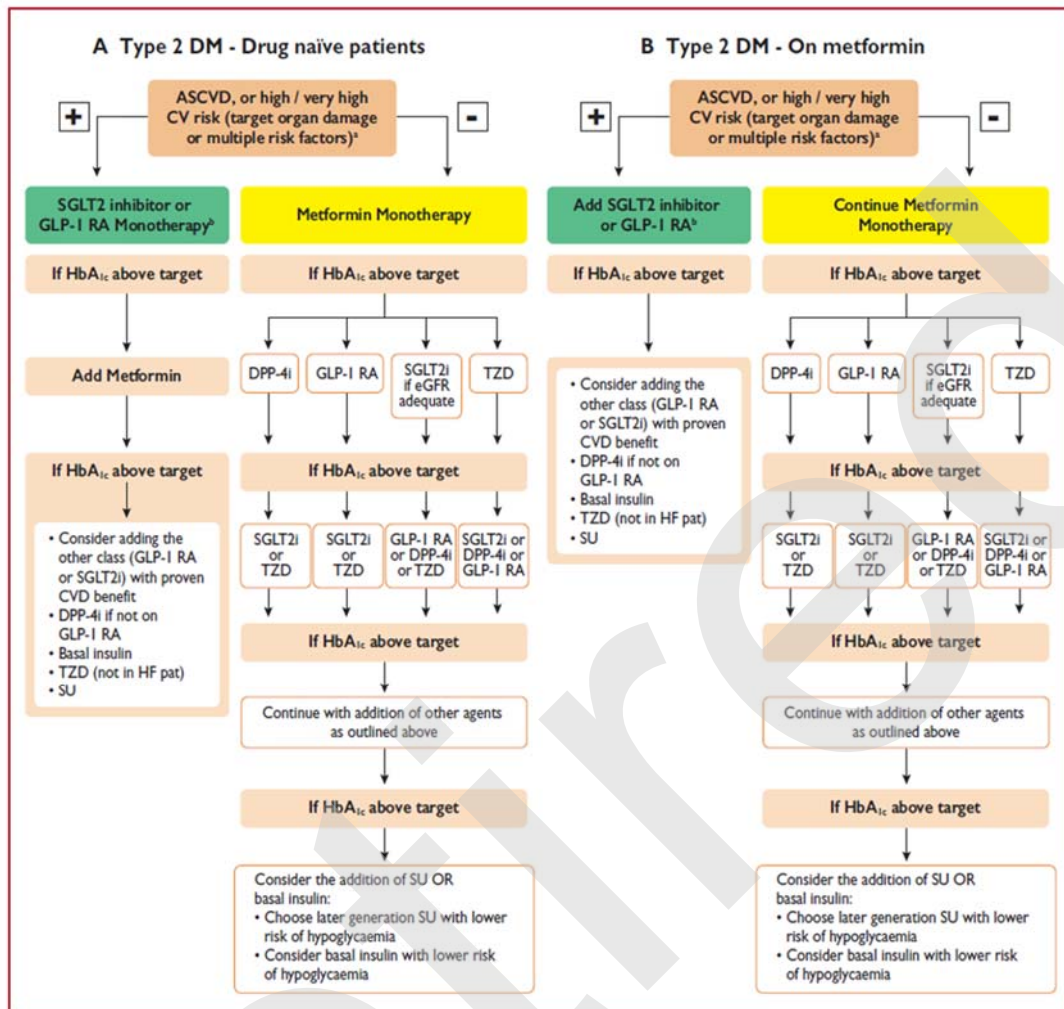 A Type 2 DM - Drug naïve patients
+
ASCVD, or high / very high
CV risk (target organ damage
or multiple risk factors)ᵃ
-
SGLT2 inhibitor or
GLP-1 RA Monotherapyᵇ
Metformin Monotherapy
If HbA₁c above target
If HbA₁c above target
Add Metformin
DPP-4i
GLP-1 RA
SGLT2i
if eGFR
adequate
TZD
If HbA₁c above target
• Consider adding the
other class (GLP-1 RA
or SGLT2i) with proven
CVD benefit
• DPP-4i if not on
GLP-1 RA
• Basal insulin
• TZD (not in HF pat)
• SU
If HbA₁c above target
SGLT2i
or
TZD
SGLT2i
or
TZD
GLP-1 RA
or DPP-4i
or TZD
SGLT2i or
DPP-4i or
GLP-1 RA
If HbA₁c above target
Continue with addition of other agents
as outlined above
If HbA₁c above target
Consider the addition of SU OR
basal insulin:
• Choose later generation SU with lower
risk of hypoglycaemia
• Consider basal insulin with lower risk
of hypoglycaemia
B Type 2 DM - On metformin
+
ASCVD, or high / very high
CV risk (target organ damage
or multiple risk factors)ᵃ
-
Add SGLT2 inhibitor
or GLP-1 RAᵇ
Continue Metformin
Monotherapy
If HbA₁c above target
If HbA₁c above target
• Consider adding the
other class (GLP-1 RA
or SGLT2i) with proven
CVD benefit
• DPP-4i if not on
GLP-1 RA
• Basal insulin
• TZD (not in HF pat)
• SU
DPP-4i
GLP-1 RA
SGLT2i
if eGFR
adequate
TZD
If HbA₁c above target
SGLT2i
or
TZD
SGLT2i
or
TZD
GLP-1 RA
or DPP-4i
or TZD
SGLT2i or
DPP-4i or
GLP-1 RA
If HbA₁c above target
Continue with addition of other agents
as outlined above
If HbA₁c above target
Consider the addition of SU OR
basal insulin:
• Choose later generation SU with lower
risk of hypoglycaemia
• Consider basal insulin with lower risk
of hypoglycaemia